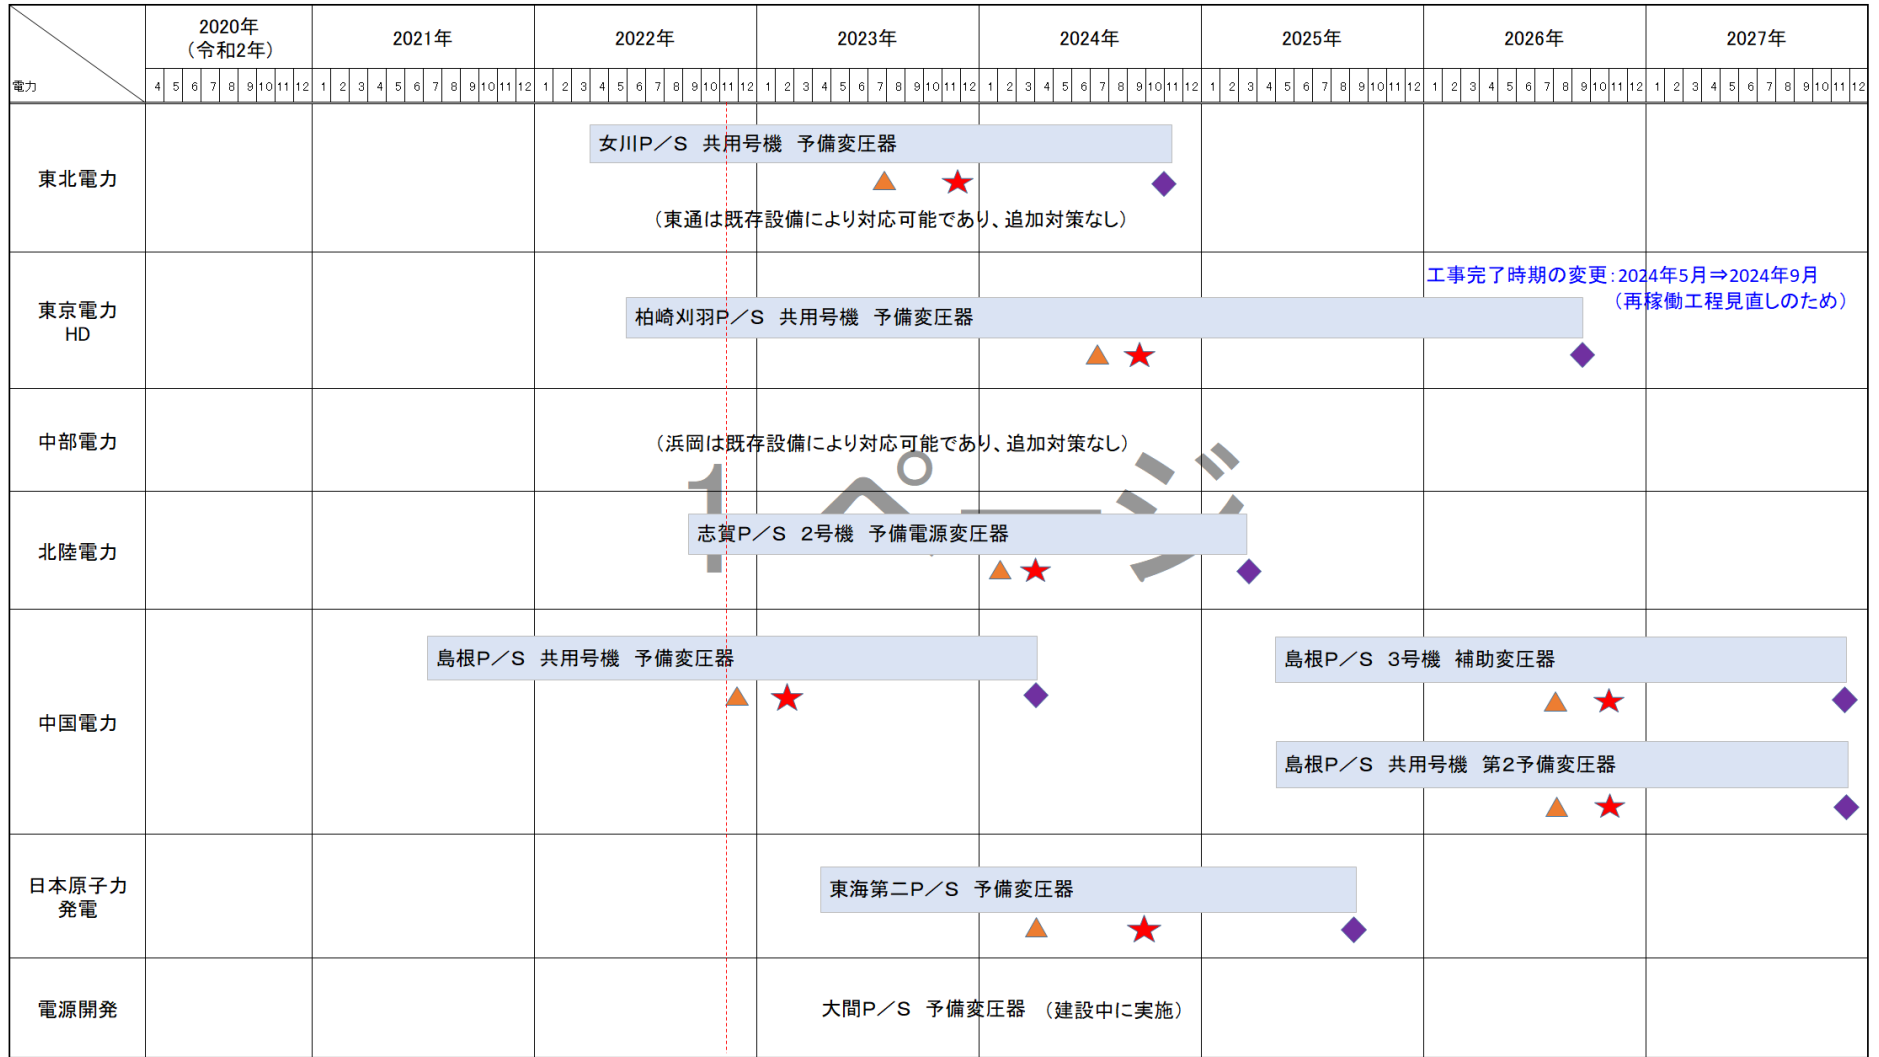 2020年
（令和2年）
2021年
2022年
2023年
2024年
2025年
2026年
2027年
電力
4 5 6 7 8 9 10 11 12 1 2 3 4 5 6 7 8 9 10 11 12 1 2 3 4 5 6 7 8 9 10 11 12 1 2 3 4 5 6 7 8 9 10 11 12 1 2 3 4 5 6 7 8 9 10 11 12 1 2 3 4 5 6 7 8 9 10 11 12 1 2 3 4 5 6 7 8 9 10 11 12 1 2 3 4 5 6 7 8 9 10 11 12
東北電力
女川P／S　共用号機　予備変圧器
（東通は既存設備により対応可能であり、追加対策なし）
東京電力
HD
工事完了時期の変更：2024年5月⇒2024年9月
（再稼働工程見直しのため）
柏崎刈羽P／S　共用号機　予備変圧器
中部電力
（浜岡は既存設備により対応可能であり、追加対策なし）
1 ページ
北陸電力
志賀P／S　2号機　予備電源変圧器
中国電力
島根P／S　共用号機　予備変圧器
島根P／S　3号機　補助変圧器
島根P／S　共用号機　第2予備変圧器
日本原子力
発電
東海第二P／S　予備変圧器
電源開発
大間P／S　予備変圧器　（建設中に実施）